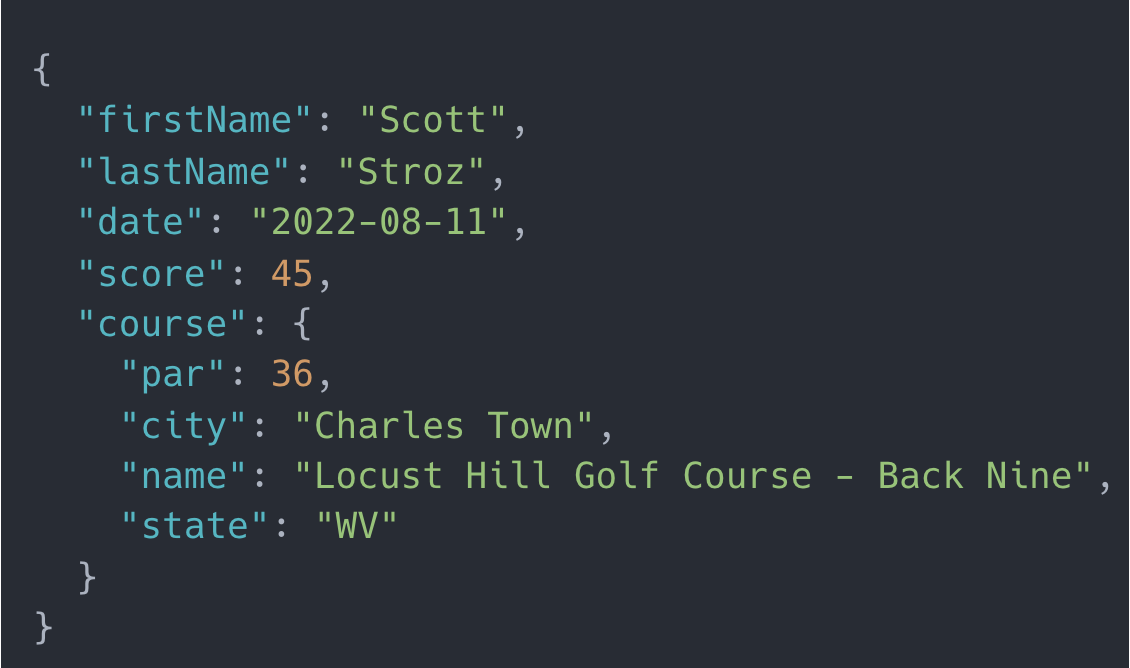 {
  "firstName": "Scott",
  "lastName": "Stroz",
  "date": "2022-08-11",
  "score": 45,
  "course": {
    "par": 36,
    "city": "Charles Town",
    "name": "Locust Hill Golf Course - Back Nine",
    "state": "WV"
  }
}